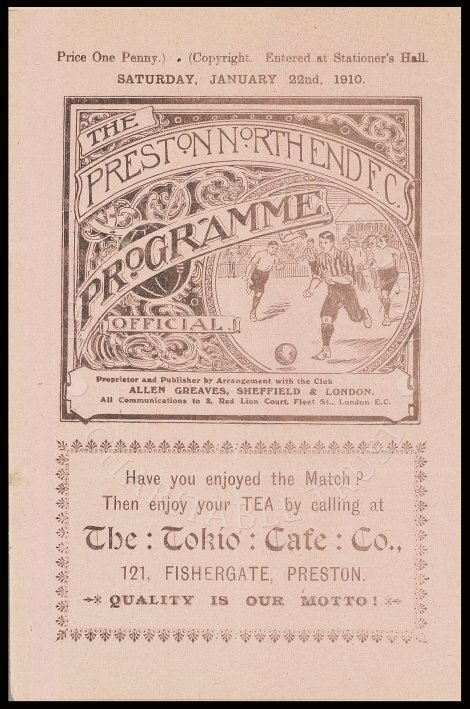 Price One Penny.) . (Copyright. Entered at Stationer's Hall.
SATURDAY, JANUARY 22nd, 1910.
THE
PRESTON NORTH END F.C.
PROGRAMME
OFFICIAL.
Proprietor and Publisher by Arrangement with the Club
ALLEN GREAVES, SHEFFIELD & LONDON.
All Communications to 2, Red Lion Court, Fleet St., London E.C.
Have you enjoyed the Match?
Then enjoy your TEA by calling at
The : Tokio : Cafe : Co.,
121, FISHERGATE, PRESTON.
QUALITY IS OUR MOTTO!